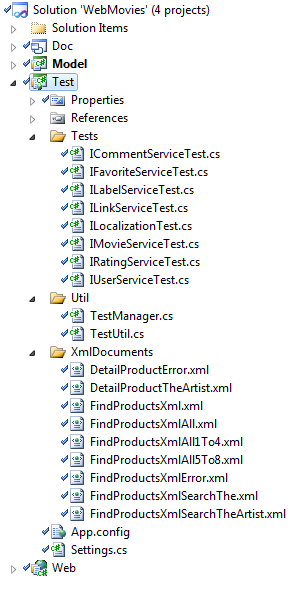 Solution 'WebMovies' (4 projects)
Solution Items
Doc
Model
Test
Properties
References
Tests
ICommentServiceTest.cs
IFavoriteServiceTest.cs
ILabelServiceTest.cs
ILinkServiceTest.cs
ILocalizationTest.cs
IMovieServiceTest.cs
IRatingServiceTest.cs
IUserServiceTest.cs
Util
TestManager.cs
TestUtil.cs
XmlDocuments
DetailProductError.xml
DetailProductTheArtist.xml
FindProductsXml.xml
FindProductsXmlAll.xml
FindProductsXmlAll1To4.xml
FindProductsXmlAll5To8.xml
FindProductsXmlError.xml
FindProductsXmlSearchThe.xml
FindProductsXmlSearchTheArtist.xml
App.config
Settings.cs
Web